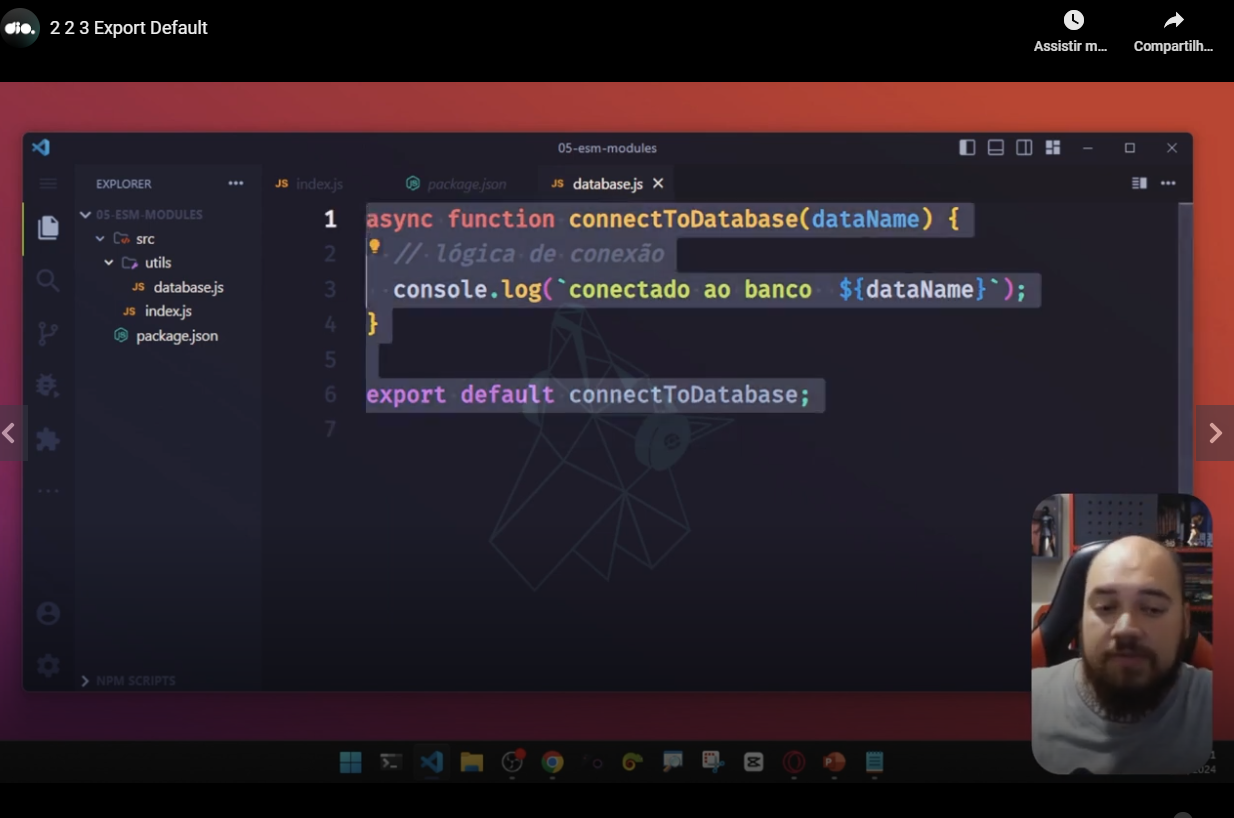 dio. 2 2 3 Export Default
Assistir m...
Compartilh...
05-esm-modules
EXPLORER
JS index.js
package.json
JS database.js
05-ESM-MODULES
src
utils
JS database.js
JS index.js
package.json
1 async function connectToDatabase(dataName) {
2 // lógica de conexão
3 console.log(`conectado ao banco ${dataName}`);
4 }
5
6 export default connectToDatabase;
7
NPM SCRIPTS